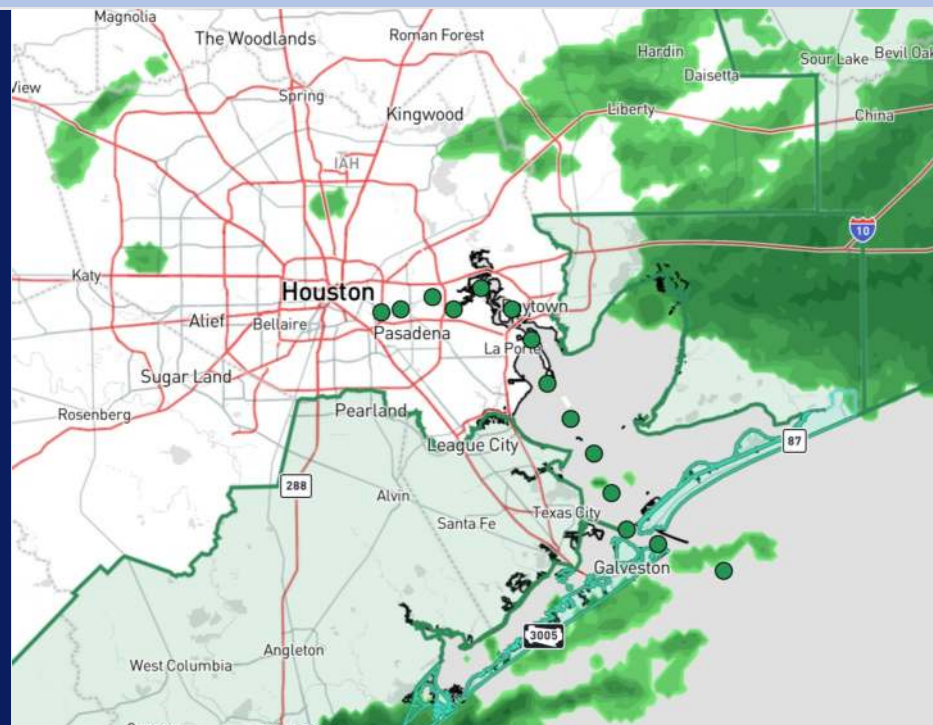 Magnolia
The Woodlands
Roman Forest
Hardin
Sour Lake
Bevil Oak
Daisetta
View
Spring
Kingwood
Liberty
China
IAH
10
Katy
Houston
Baytown
Alief
Bellaire
Pasadena
La Porte
Sugar Land
Rosenberg
Pearland
League City
87
288
Alvin
Texas City
Santa Fe
Galveston
3005
West Columbia
Angleton